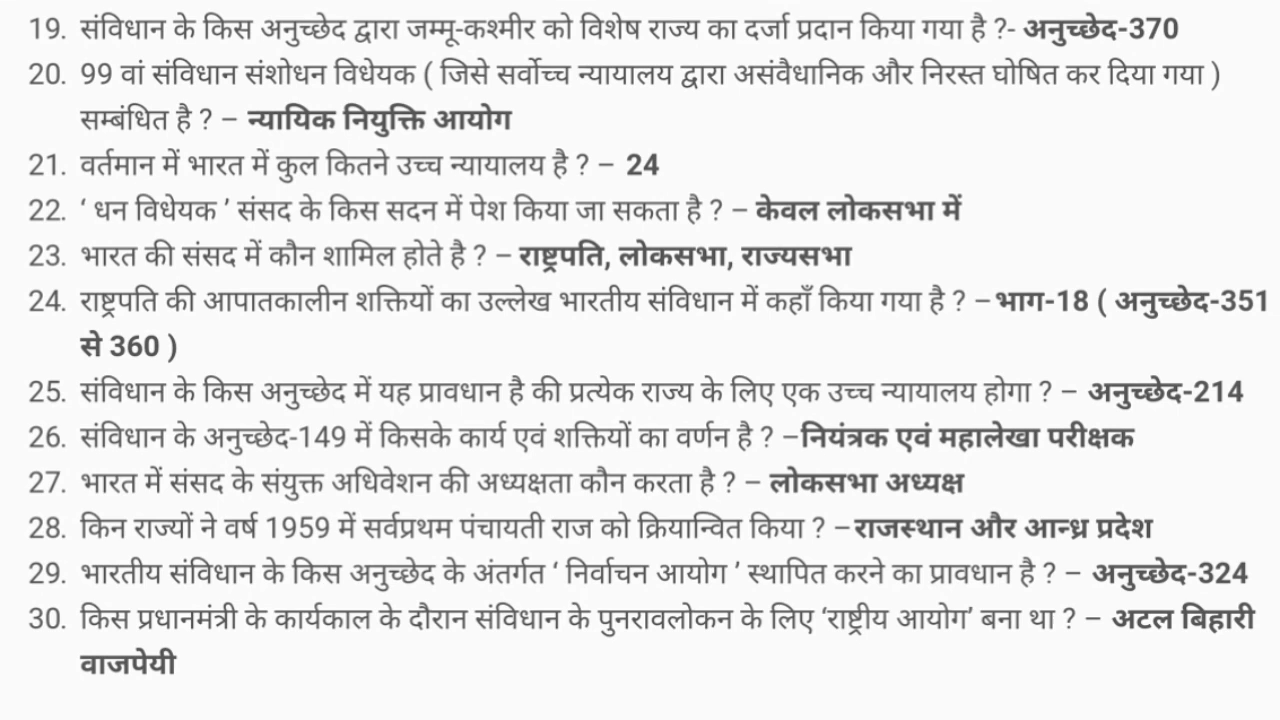 19. संविधान के किस अनुच्छेद द्वारा जम्मू-कश्मीर को विशेष राज्य का दर्जा प्रदान किया गया है ?- अनुच्छेद-370
20. 99 वां संविधान संशोधन विधेयक ( जिसे सर्वोच्च न्यायालय द्वारा असंवैधानिक और निरस्त घोषित कर दिया गया )
सम्बंधित है ? – न्यायिक नियुक्ति आयोग
21. वर्तमान में भारत में कुल कितने उच्च न्यायालय है ? – 24
22. ‘ धन विधेयक ’ संसद के किस सदन में पेश किया जा सकता है ? – केवल लोकसभा में
23. भारत की संसद में कौन शामिल होते है ? – राष्ट्रपति, लोकसभा, राज्यसभा
24. राष्ट्रपति की आपातकालीन शक्तियों का उल्लेख भारतीय संविधान में कहाँ किया गया है ? – भाग-18 ( अनुच्छेद-351
से 360 )
25. संविधान के किस अनुच्छेद में यह प्रावधान है की प्रत्येक राज्य के लिए एक उच्च न्यायालय होगा ? – अनुच्छेद-214
26. संविधान के अनुच्छेद-149 में किसके कार्य एवं शक्तियों का वर्णन है ? –नियंत्रक एवं महालेखा परीक्षक
27. भारत में संसद के संयुक्त अधिवेशन की अध्यक्षता कौन करता है ? – लोकसभा अध्यक्ष
28. किन राज्यों ने वर्ष 1959 में सर्वप्रथम पंचायती राज को क्रियान्वित किया ? –राजस्थान और आन्ध्र प्रदेश
29. भारतीय संविधान के किस अनुच्छेद के अंतर्गत ‘ निर्वाचन आयोग ’ स्थापित करने का प्रावधान है ? – अनुच्छेद-324
30. किस प्रधानमंत्री के कार्यकाल के दौरान संविधान के पुनरावलोकन के लिए ‘राष्ट्रीय आयोग’ बना था ? – अटल बिहारी
वाजपेयी